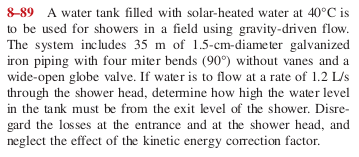 8–89 A water tank filled with solar-heated water at 40°C is
to be used for showers in a field using gravity-driven flow.
The system includes 35 m of 1.5-cm-diameter galvanized
iron piping with four miter bends (90°) without vanes and a
wide-open globe valve. If water is to flow at a rate of 1.2 L/s
through the shower head, determine how high the water level
in the tank must be from the exit level of the shower. Disre-
gard the losses at the entrance and at the shower head, and
neglect the effect of the kinetic energy correction factor.